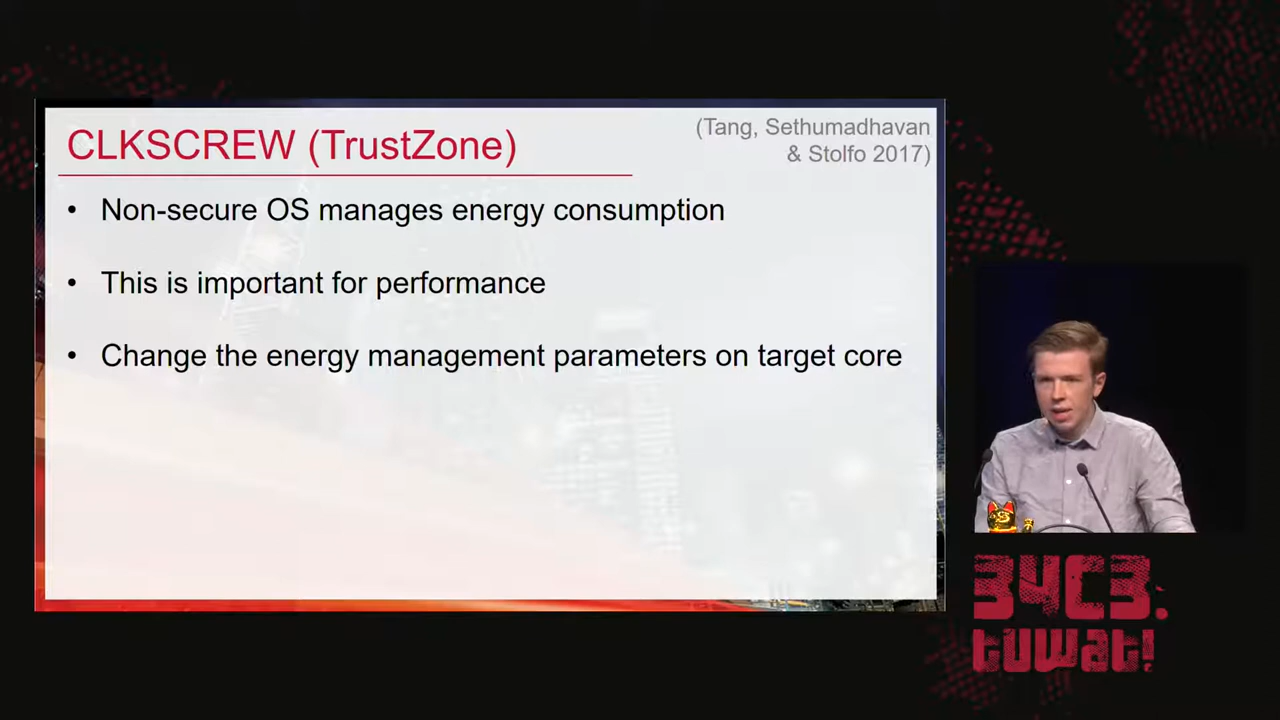 CLKSCREW (TrustZone)
(Tang, Sethumadhavan
& Stolfo 2017)
• Non-secure OS manages energy consumption
• This is important for performance
• Change the energy management parameters on target core
34C3.
tuwat!